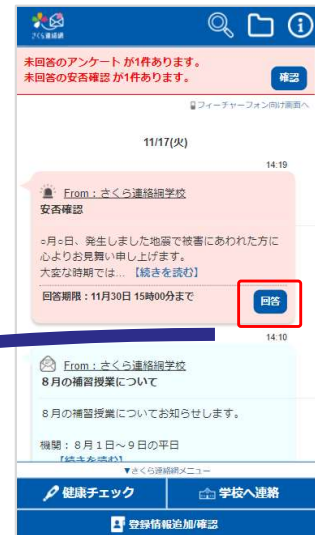 さくら連絡網
未回答のアンケート が1件あります。
未回答の安否確認 が1件あります。
確認
フィーチャーフォン向け画面へ
11/17(火)
14:19
From：さくら連絡網学校
安否確認
○月○日、発生しました地震で被害にあわれた方に
心よりお見舞い申し上げます。
大変な時期では… 【続きを読む】
回答期限：11月30日 15時00分まで
回答
14:10
From：さくら連絡網学校
８月の補習授業について
８月の補習授業についてお知らせします。
機関：８月１日～９日の平日
【続きを読む】
▼さくら連絡網メニュー
健康チェック
学校へ連絡
登録情報追加/確認